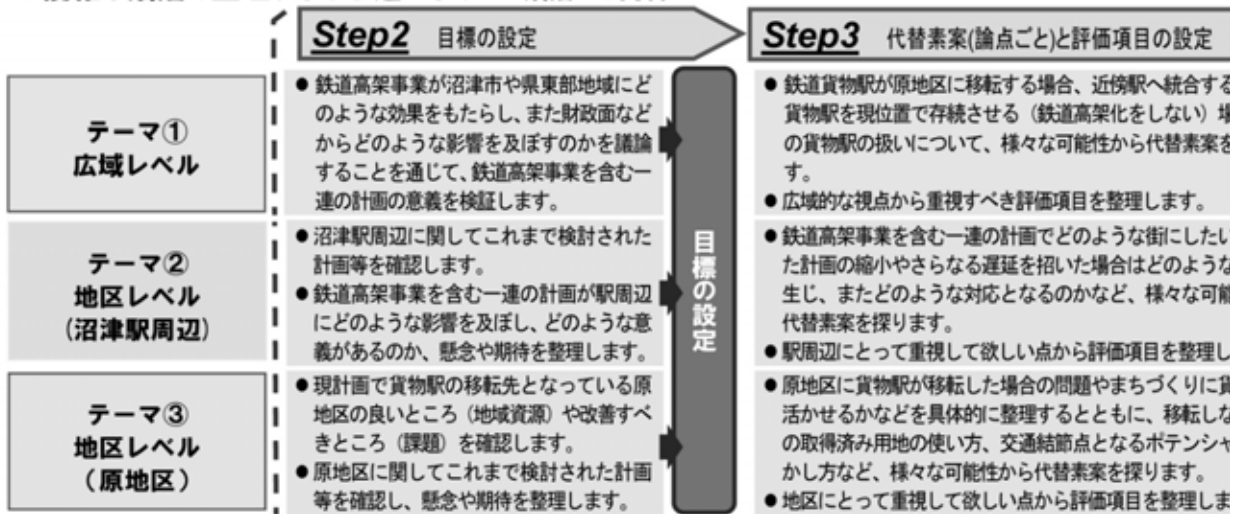 Step2 目標の設定
Step3 代替素案(論点ごと)と評価項目の設定
テーマ①
広域レベル
●鉄道高架事業が沼津市や県東部地域にど
のような効果をもたらし、また財政面など
からどのような影響を及ぼすのかを議論
することを通じて、鉄道高架事業を含む一
連の計画の意義を検証します。
●鉄道貨物駅が原地区に移転する場合、近傍駅へ統合する
貨物駅を現位置で存続させる（鉄道高架化をしない）場
の貨物駅の扱いについて、様々な可能性から代替素案を
す。
●広域的な視点から重視すべき評価項目を整理します。
テーマ②
地区レベル
（沼津駅周辺）
●沼津駅周辺に関してこれまで検討された
計画等を確認します。
●鉄道高架事業を含む一連の計画が駅周辺
にどのような影響を及ぼし、どのような意
義があるのか、懸念や期待を整理します。
目標の設定
●鉄道高架事業を含む一連の計画でどのような街にしたい
た計画の縮小やさらなる遅延を招いた場合はどのような
生じ、またどのような対応となるのかなど、様々な可能
代替素案を探ります。
●駅周辺にとって重視して欲しい点から評価項目を整理し
テーマ③
地区レベル
（原地区）
●現計画で貨物駅の移転先となっている原
地区の良いところ（地域資源）や改善すべ
きところ（課題）を確認します。
●原地区に関してこれまで検討された計画
等を確認し、懸念や期待を整理します。
●原地区に貨物駅が移転した場合の問題やまちづくりに貨
活かせるかなどを具体的に整理するとともに、移転しな
の取得済み用地の使い方、交通結節点となるポテンシャ
かし方など、様々な可能性から代替素案を探ります。
●地区にとって重視して欲しい点から評価項目を整理しま